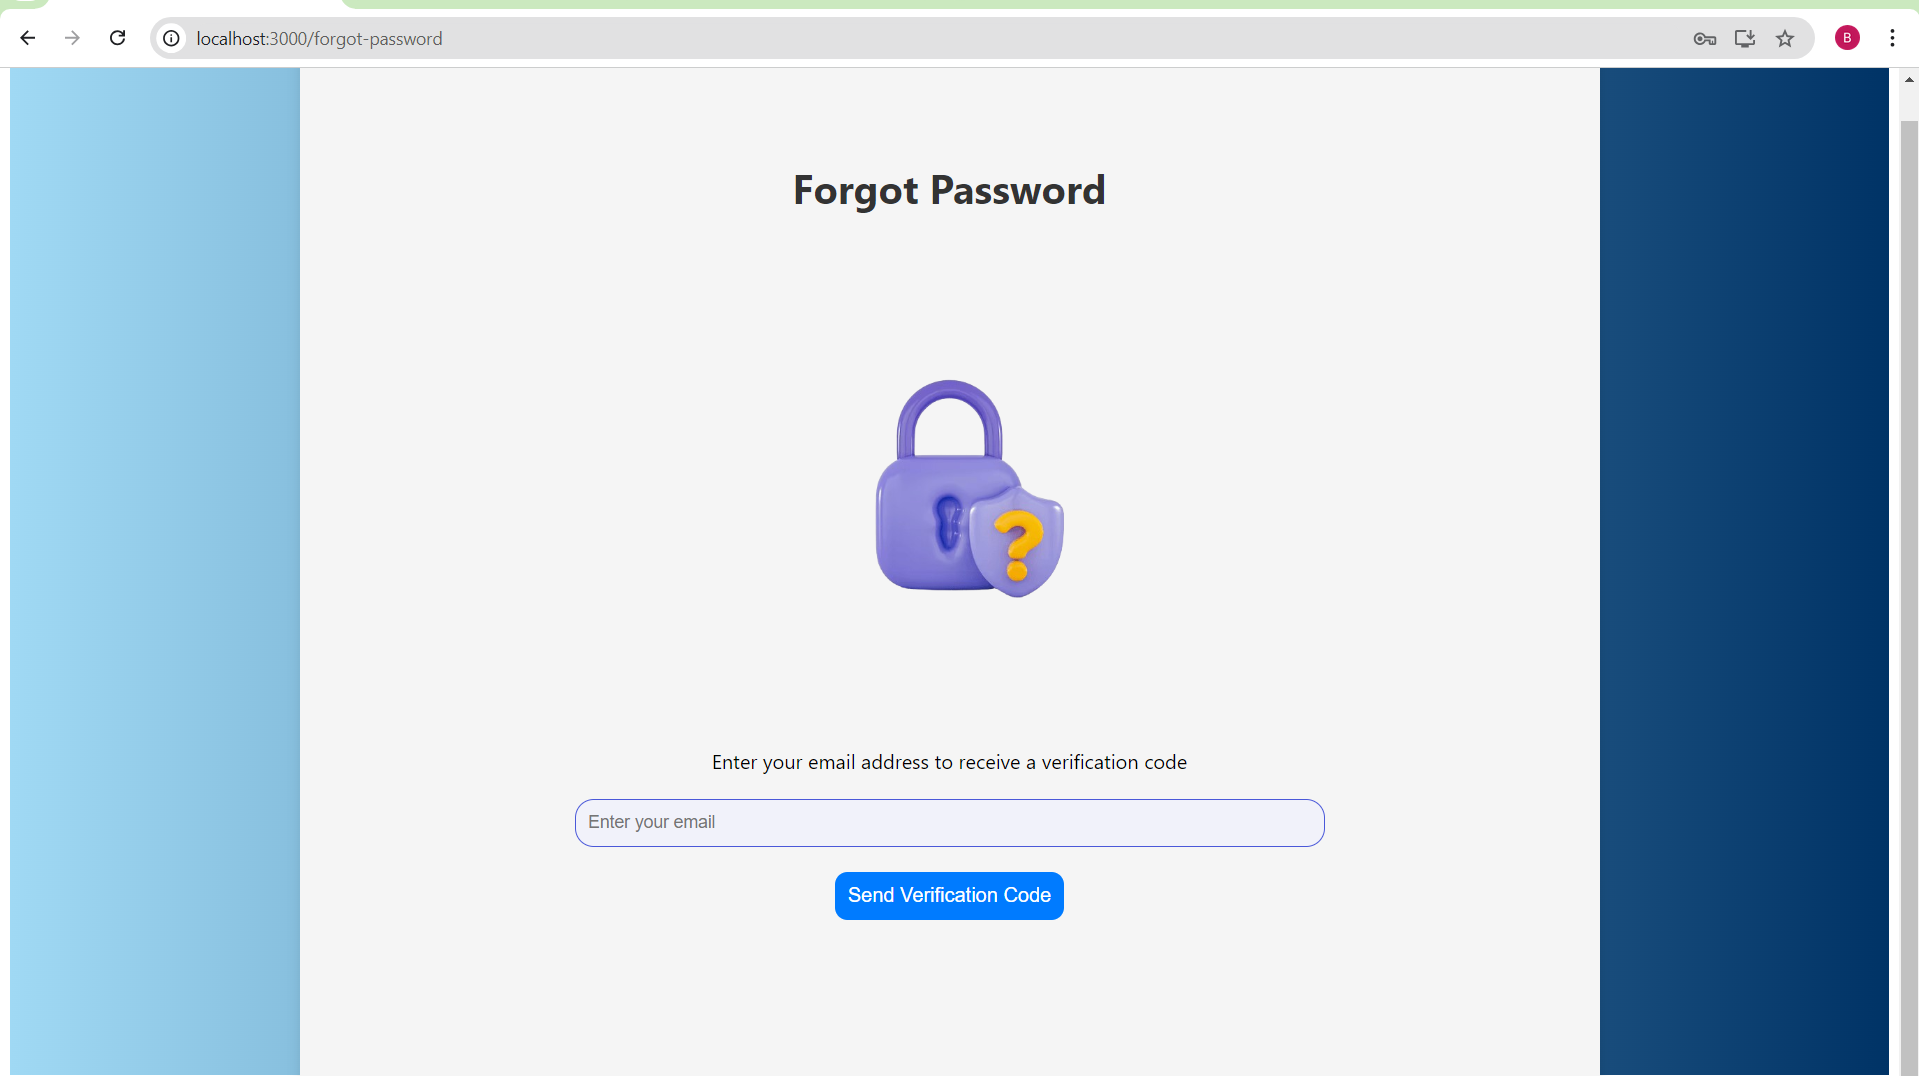 localhost:3000/forgot-password
B
Forgot Password
?
Enter your email address to receive a verification code
Enter your email
Send Verification Code